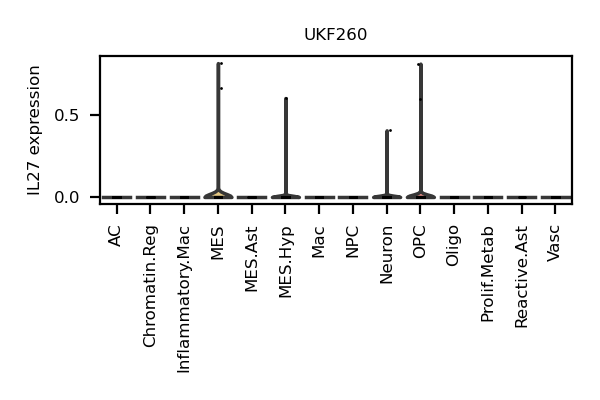 UKF260
IL27 expression
0.5
0.0
AC
Chromatin.Reg
Inflammatory.Mac
MES
MES.Ast
MES.Hyp
Mac
NPC
Neuron
OPC
Oligo
Prolif.Metab
Reactive.Ast
Vasc